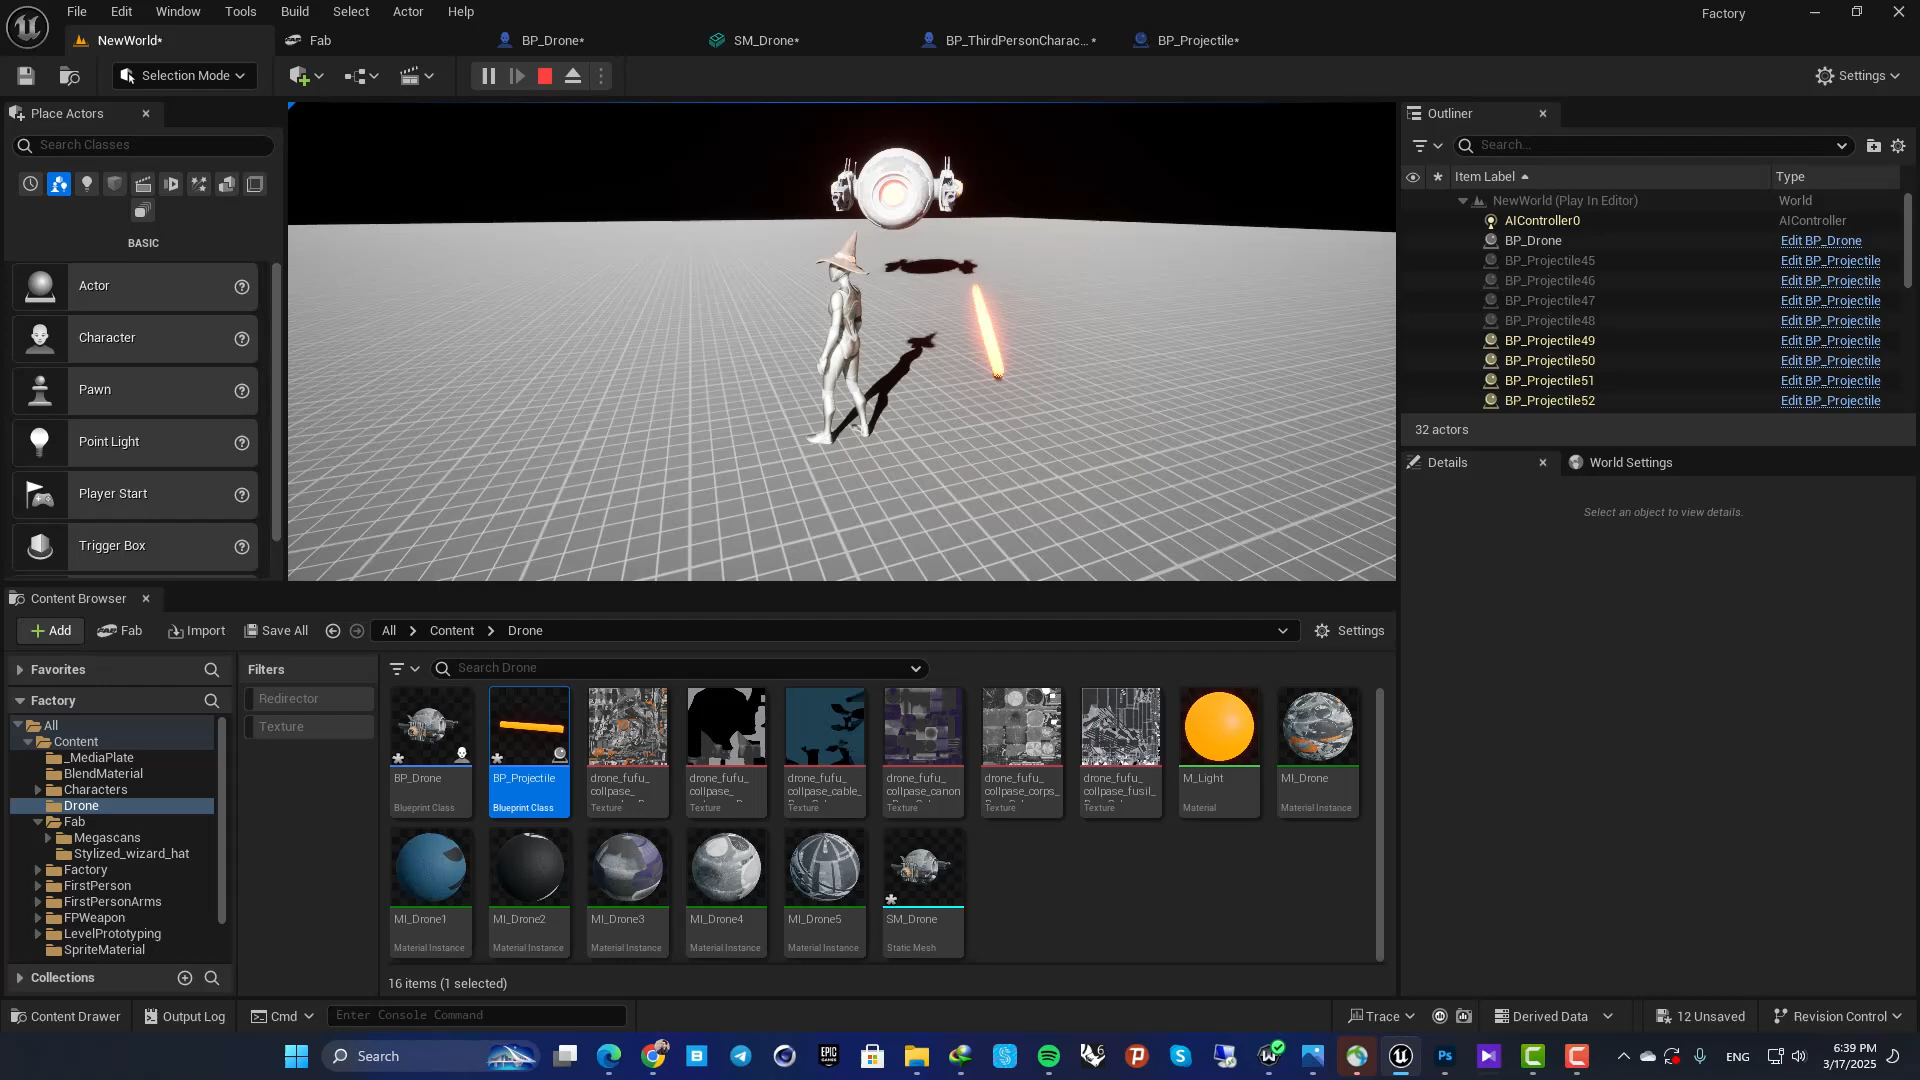 File Edit Window Tools Build Select Actor Help
Factory
NewWorld* Fab BP_Drone* SM_Drone* BP_ThirdPersonCharac... * BP_Projectile*
Selection Mode
Settings
Place Actors
Search Classes
BASIC
Actor
Character
Pawn
Point Light
Player Start
Trigger Box
Outliner
Search...
Item Label Type
NewWorld (Play In Editor) World
AIController0 AIController
BP_Drone Edit BP_Drone
BP_Projectile45 Edit BP_Projectile
BP_Projectile46 Edit BP_Projectile
BP_Projectile47 Edit BP_Projectile
BP_Projectile48 Edit BP_Projectile
BP_Projectile49 Edit BP_Projectile
BP_Projectile50 Edit BP_Projectile
BP_Projectile51 Edit BP_Projectile
BP_Projectile52 Edit BP_Projectile
32 actors
Details World Settings
Select an object to view details.
Content Browser
Add Fab Import Save All All Content Drone Settings
Favorites
Factory
All
Content
_MediaPlate
BlendMaterial
Characters
Drone
Fab
Megascans
Stylized_wizard_hat
Factory
FirstPerson
FirstPersonArms
FPWeapon
LevelPrototyping
SpriteMaterial
Collections
Filters
Redirector
Texture
Search Drone
BP_Drone
Blueprint Class
BP_Projectile
Blueprint Class
drone_fufu_
collpase_
Texture
drone_fufu_
collpase_
Texture
drone_fufu_
collpase_cable_
Texture
drone_fufu_
collpase_canon
Texture
drone_fufu_
collpase_corps_
Texture
drone_fufu_
collpase_fusil_
Texture
M_Light
Material
MI_Drone
Material Instance
MI_Drone1
Material Instance
MI_Drone2
Material Instance
MI_Drone3
Material Instance
MI_Drone4
Material Instance
MI_Drone5
Material Instance
SM_Drone
Static Mesh
16 items (1 selected)
Content Drawer Output Log Cmd Enter Console Command Trace Derived Data 12 Unsaved Revision Control
Search
EPIC
GAMES
Ps
ENG
6:39 PM
3/17/2025